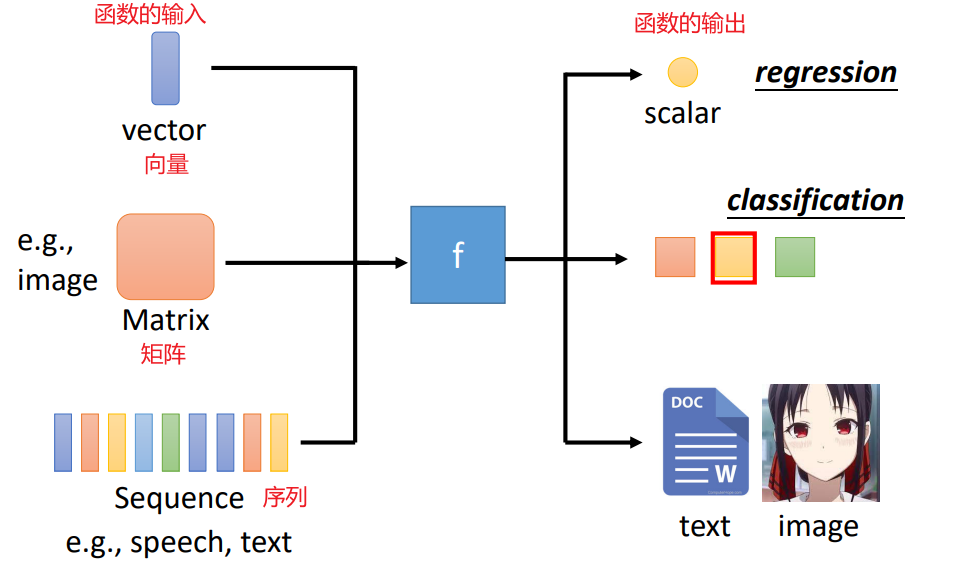 函数的输入
vector
向量
e.g.,
image
Matrix
矩阵
Sequence 序列
e.g., speech, text
f
函数的输出
scalar
regression
classification
DOC
W
text
image